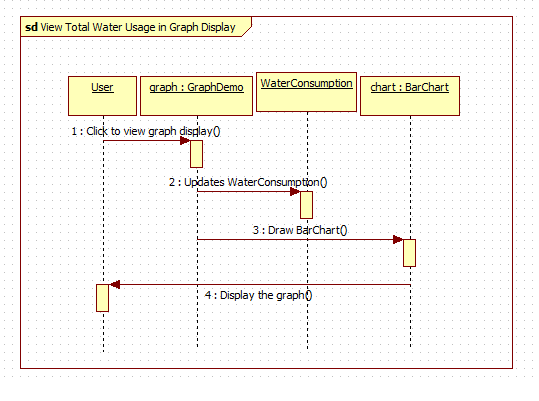 sd View Total Water Usage in Graph Display
User
graph : GraphDemo
WaterConsumption
chart : BarChart
1 : Click to view graph display()
2 : Updates WaterConsumption()
3 : Draw BarChart()
4 : Display the graph()